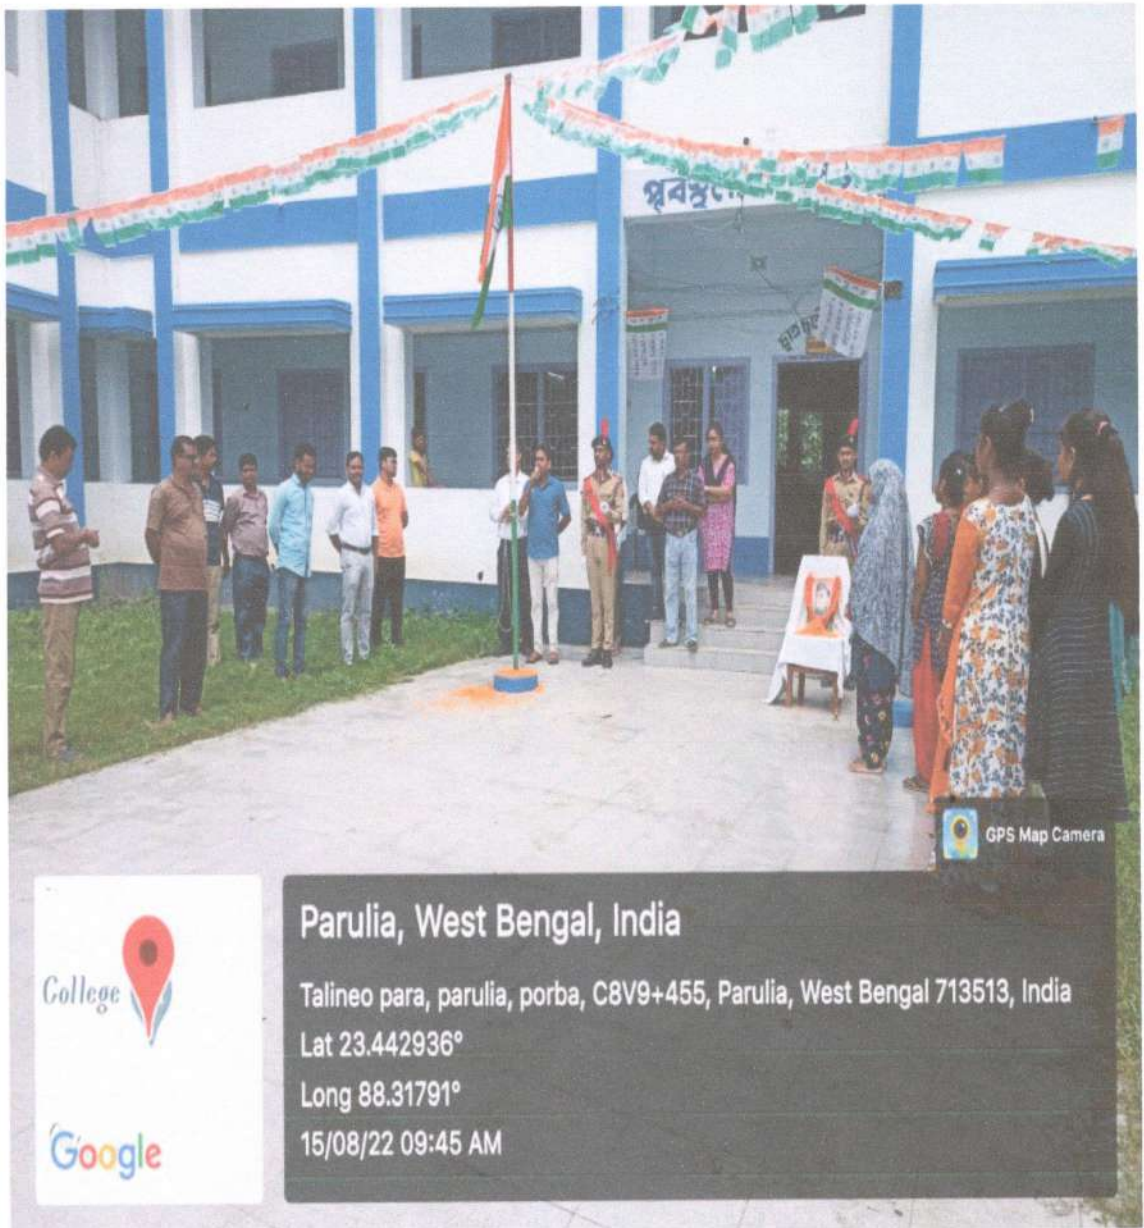 GPS Map Camera
College
Google
Parulia, West Bengal, India
Talineo para, parulia, porba, C8V9+455, Parulia, West Bengal 713513, India
Lat 23.442936°
Long 88.31791°
15/08/22 09:45 AM